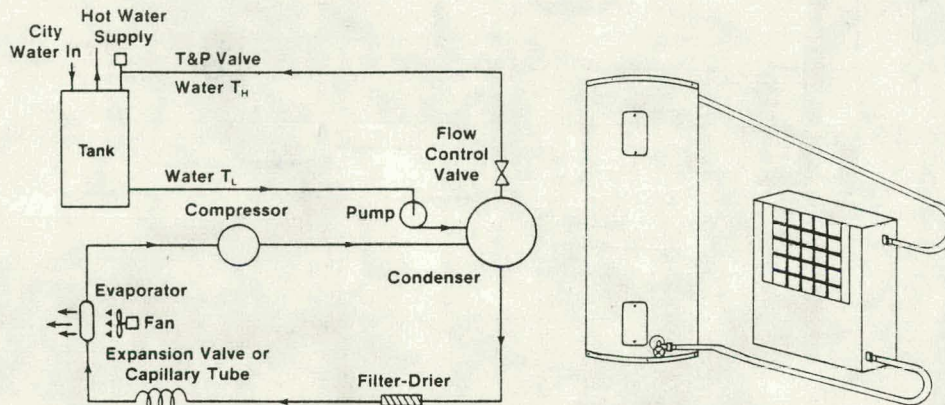 City
Water In
Hot Water
Supply
T&P Valve
Water T_H
Tank
Flow
Control
Valve
Water T_L
Pump
Compressor
Condenser
Evaporator
Fan
Expansion Valve or
Capillary Tube
Filter-Drier